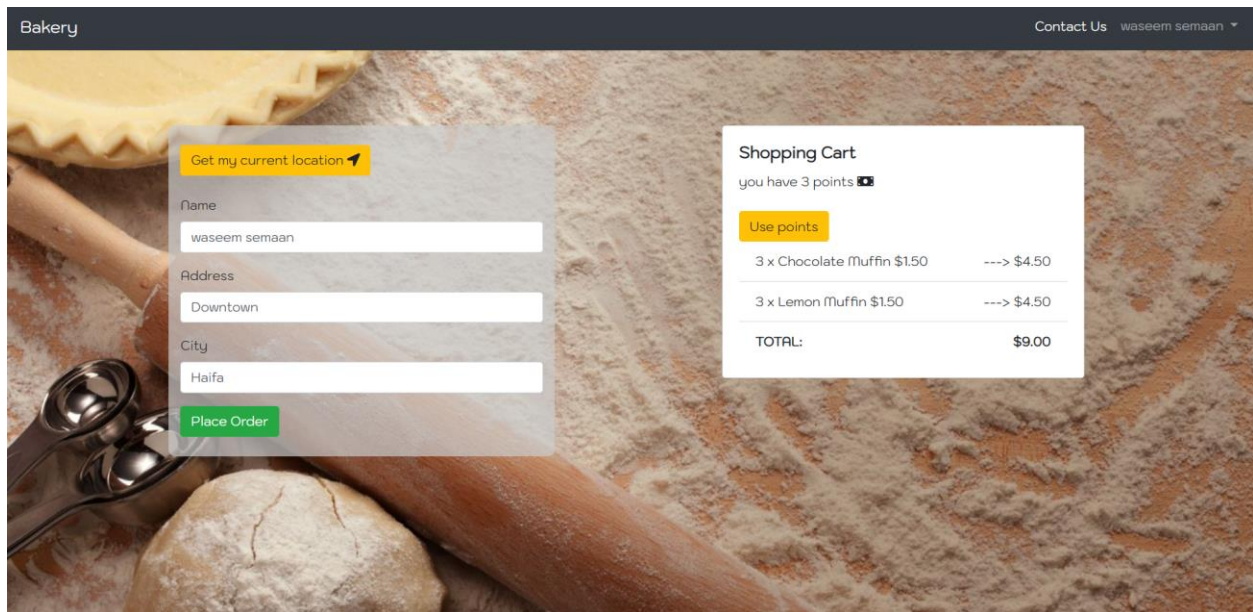 Bakery
Contact Us waseem semaan
Get my current location
Name
waseem semaan
Address
Downtown
City
Haifa
Place Order
Shopping Cart
you have 3 points
Use points
3 x Chocolate Muffin $1.50 ---> $4.50
3 x Lemon Muffin $1.50 ---> $4.50
TOTAL: $9.00